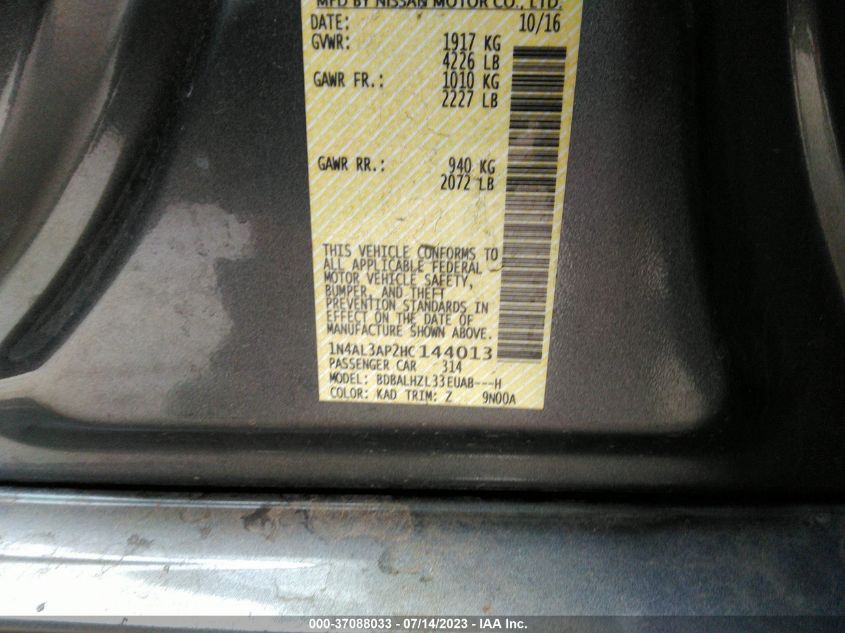 MFD BY NISSAN MOTOR CO., LTD.
DATE: 10/16
GVWR: 1917 KG
4226 LB
GAWR FR.: 1010 KG
2227 LB
GAWR RR.: 940 KG
2072 LB
THIS VEHICLE CONFORMS TO
ALL APPLICABLE FEDERAL
MOTOR VEHICLE SAFETY,
BUMPER, AND THEFT
PREVENTION STANDARDS IN
EFFECT ON THE DATE OF
MANUFACTURE SHOWN ABOVE.
1N4AL3AP2HC144013
PASSENGER CAR 314
MODEL: BDBALHZL33EUAB---H
COLOR: KAD TRIM: Z 9N00A
000-37088033 - 07/14/2023 - IAA Inc.